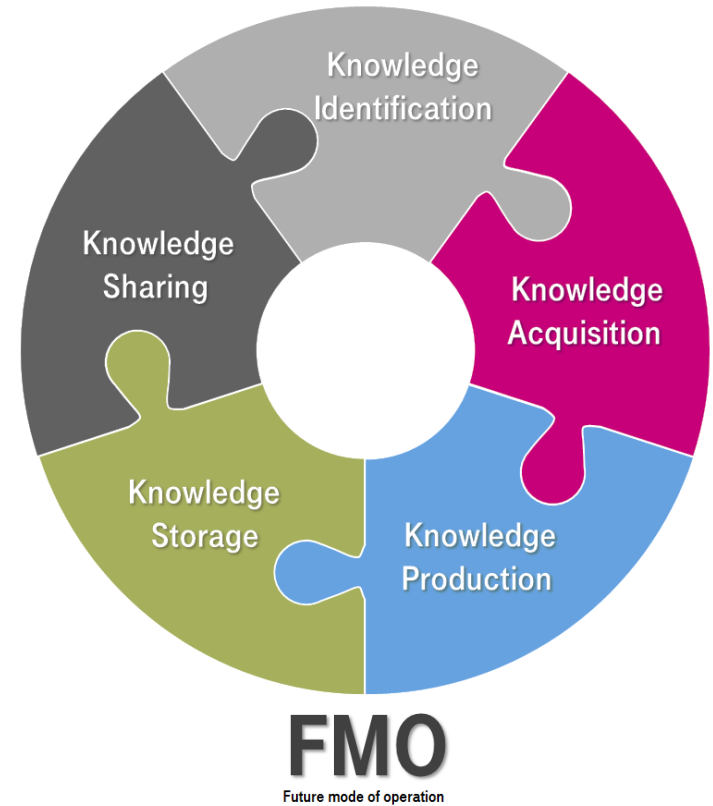 Knowledge
Identification
Knowledge
Acquisition
Knowledge
Production
Knowledge
Storage
Knowledge
Sharing
FMO
Future mode of operation